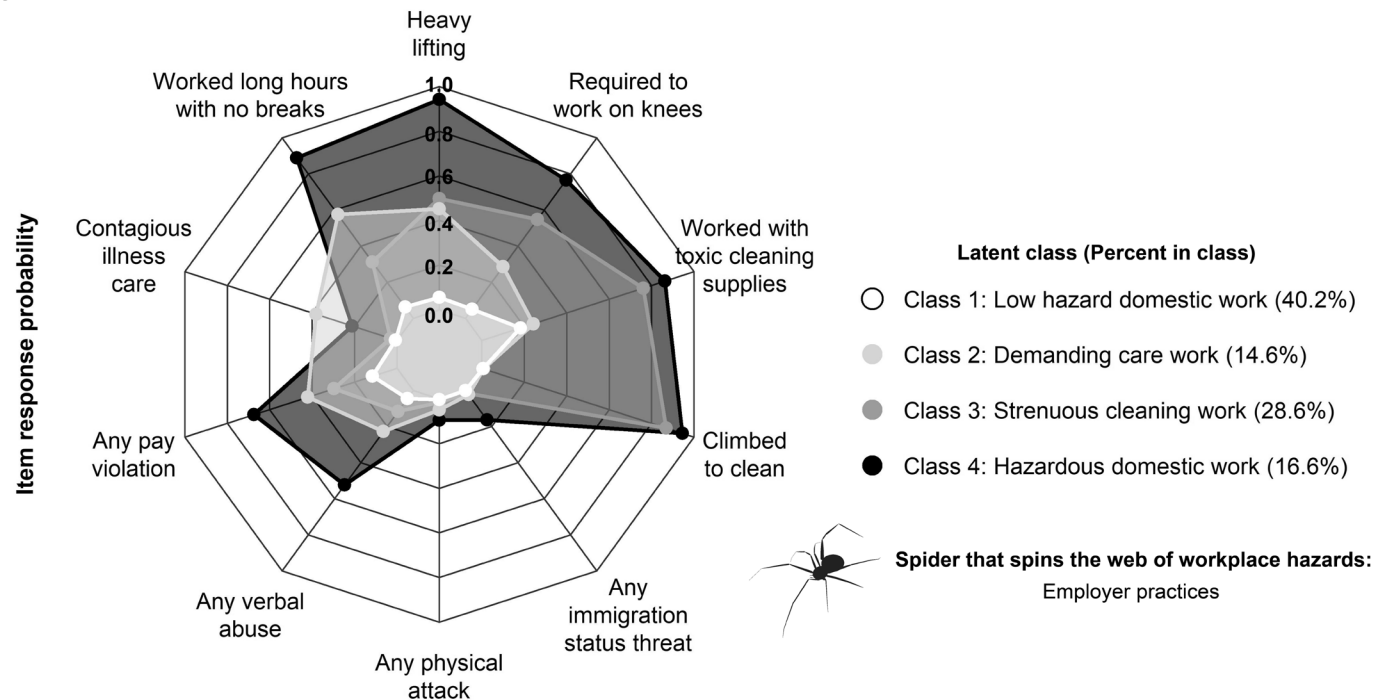 Heavy
lifting
Worked long hours
with no breaks
Required to
work on knees
1.0
0.8
0.6
0.4
0.2
0.0
Contagious
illness
care
Worked with
toxic cleaning
supplies
Any pay
violation
Climbed
to clean
Any verbal
abuse
Any
immigration
status threat
Any physical
attack
Item response probability
Latent class (Percent in class)
Class 1: Low hazard domestic work (40.2%)
Class 2: Demanding care work (14.6%)
Class 3: Strenuous cleaning work (28.6%)
Class 4: Hazardous domestic work (16.6%)
Spider that spins the web of workplace hazards:
Employer practices